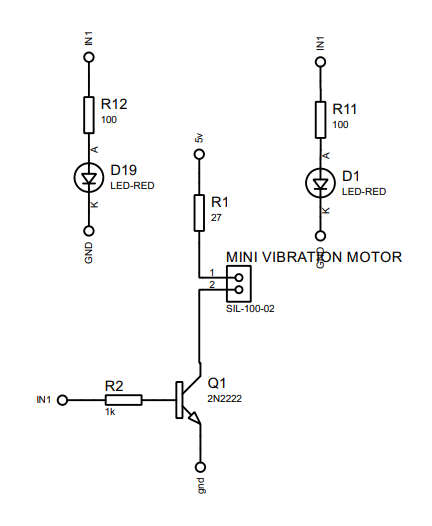 IN1
R12
100
A
D19
LED-RED
K
GND
IN1
R11
100
A
D1
LED-RED
K
GND
5v
R1
27
MINI VIBRATION MOTOR
1
2
SIL-100-02
Q1
2N2222
R2
1k
IN1
gnd